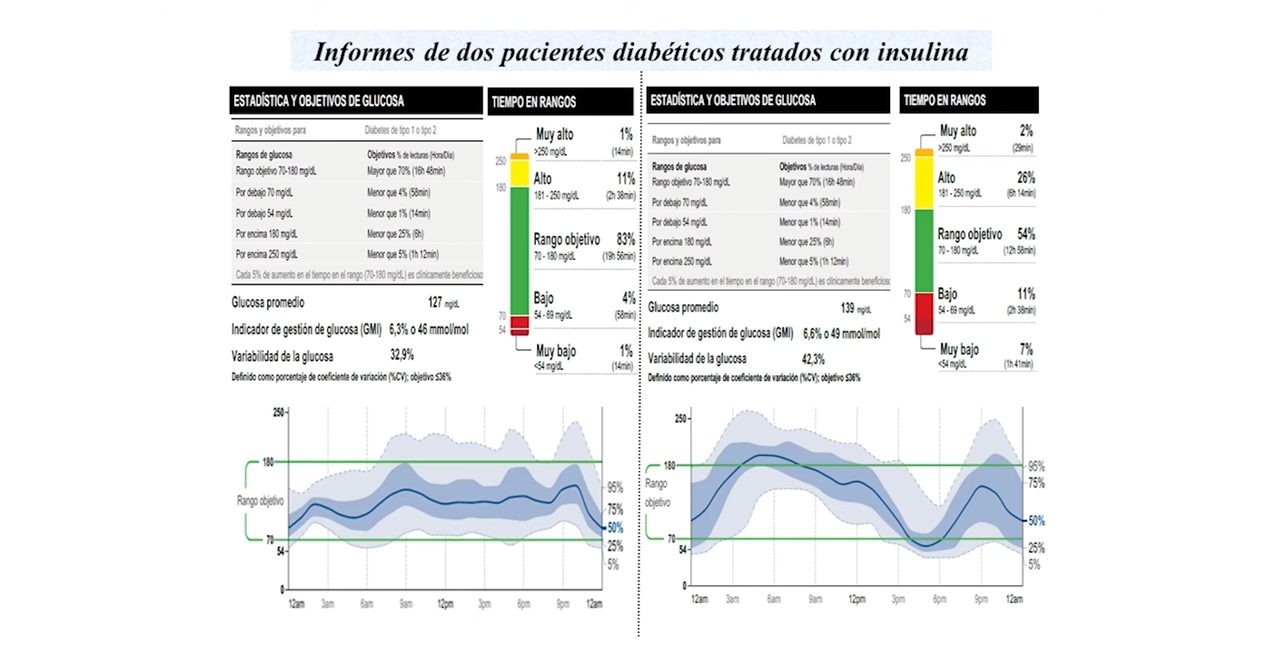 Informes de dos pacientes diabéticos tratados con insulina
ESTADÍSTICA Y OBJETIVOS DE GLUCOSA
Rangos y objetivos para Diabetes de tipo 1 o tipo 2
Rangos de glucosa Objetivos % de lecturas (Hora/Día)
Rango objetivo 70-180 mg/dL Mayor que 70% (16h 48min)
Por debajo 70 mg/dL Menor que 4% (58min)
Por debajo 54 mg/dL Menor que 1% (14min)
Por encima 180 mg/dL Menor que 25% (6h)
Por encima 250 mg/dL Menor que 5% (1h 12min)
Cada 5% de aumento en el tiempo en el rango (70-180 mg/dL) es clínicamente beneficioso
Glucosa promedio 127 mg/dL
Indicador de gestión de glucosa (GMI) 6,3% o 46 mmol/mol
Variabilidad de la glucosa 32,9%
Definido como porcentaje de coeficiente de variación (%CV); objetivo ≤36%
TIEMPO EN RANGOS
Muy alto 1%
>250 mg/dL (14min)
250
Alto 11%
181 - 250 mg/dL (2h 38min)
180
Rango objetivo 83%
70 - 180 mg/dL (19h 56min)
Bajo 4%
54 - 69 mg/dL (58min)
70
54
Muy bajo 1%
<54 mg/dL (14min)
250
180
Rango objetivo
70
54
0
95%
75%
50%
25%
5%
12am 3am 6am 9am 12pm 3pm 6pm 9pm 12am
ESTADÍSTICA Y OBJETIVOS DE GLUCOSA
Rangos y objetivos para Diabetes de tipo 1 o tipo 2
Rangos de glucosa Objetivos % de lecturas (Hora/Día)
Rango objetivo 70-180 mg/dL Mayor que 70% (16h 48min)
Por debajo 70 mg/dL Menor que 4% (58min)
Por debajo 54 mg/dL Menor que 1% (14min)
Por encima 180 mg/dL Menor que 25% (6h)
Por encima 250 mg/dL Menor que 5% (1h 12min)
Cada 5% de aumento en el tiempo en el rango (70-180 mg/dL) es clínicamente beneficioso
Glucosa promedio 139 mg/dL
Indicador de gestión de glucosa (GMI) 6,6% o 49 mmol/mol
Variabilidad de la glucosa 42,3%
Definido como porcentaje de coeficiente de variación (%CV); objetivo ≤36%
TIEMPO EN RANGOS
Muy alto 2%
>250 mg/dL (29min)
250
Alto 26%
181 - 250 mg/dL (6h 14min)
180
Rango objetivo 54%
70 - 180 mg/dL (12h 58min)
Bajo 11%
54 - 69 mg/dL (2h 38min)
70
54
Muy bajo 7%
<54 mg/dL (1h 41min)
250
180
Rango
objetivo
70
54
0
95%
75%
50%
25%
5%
12am 3am 6am 9am 12pm 3pm 6pm 9pm 12am